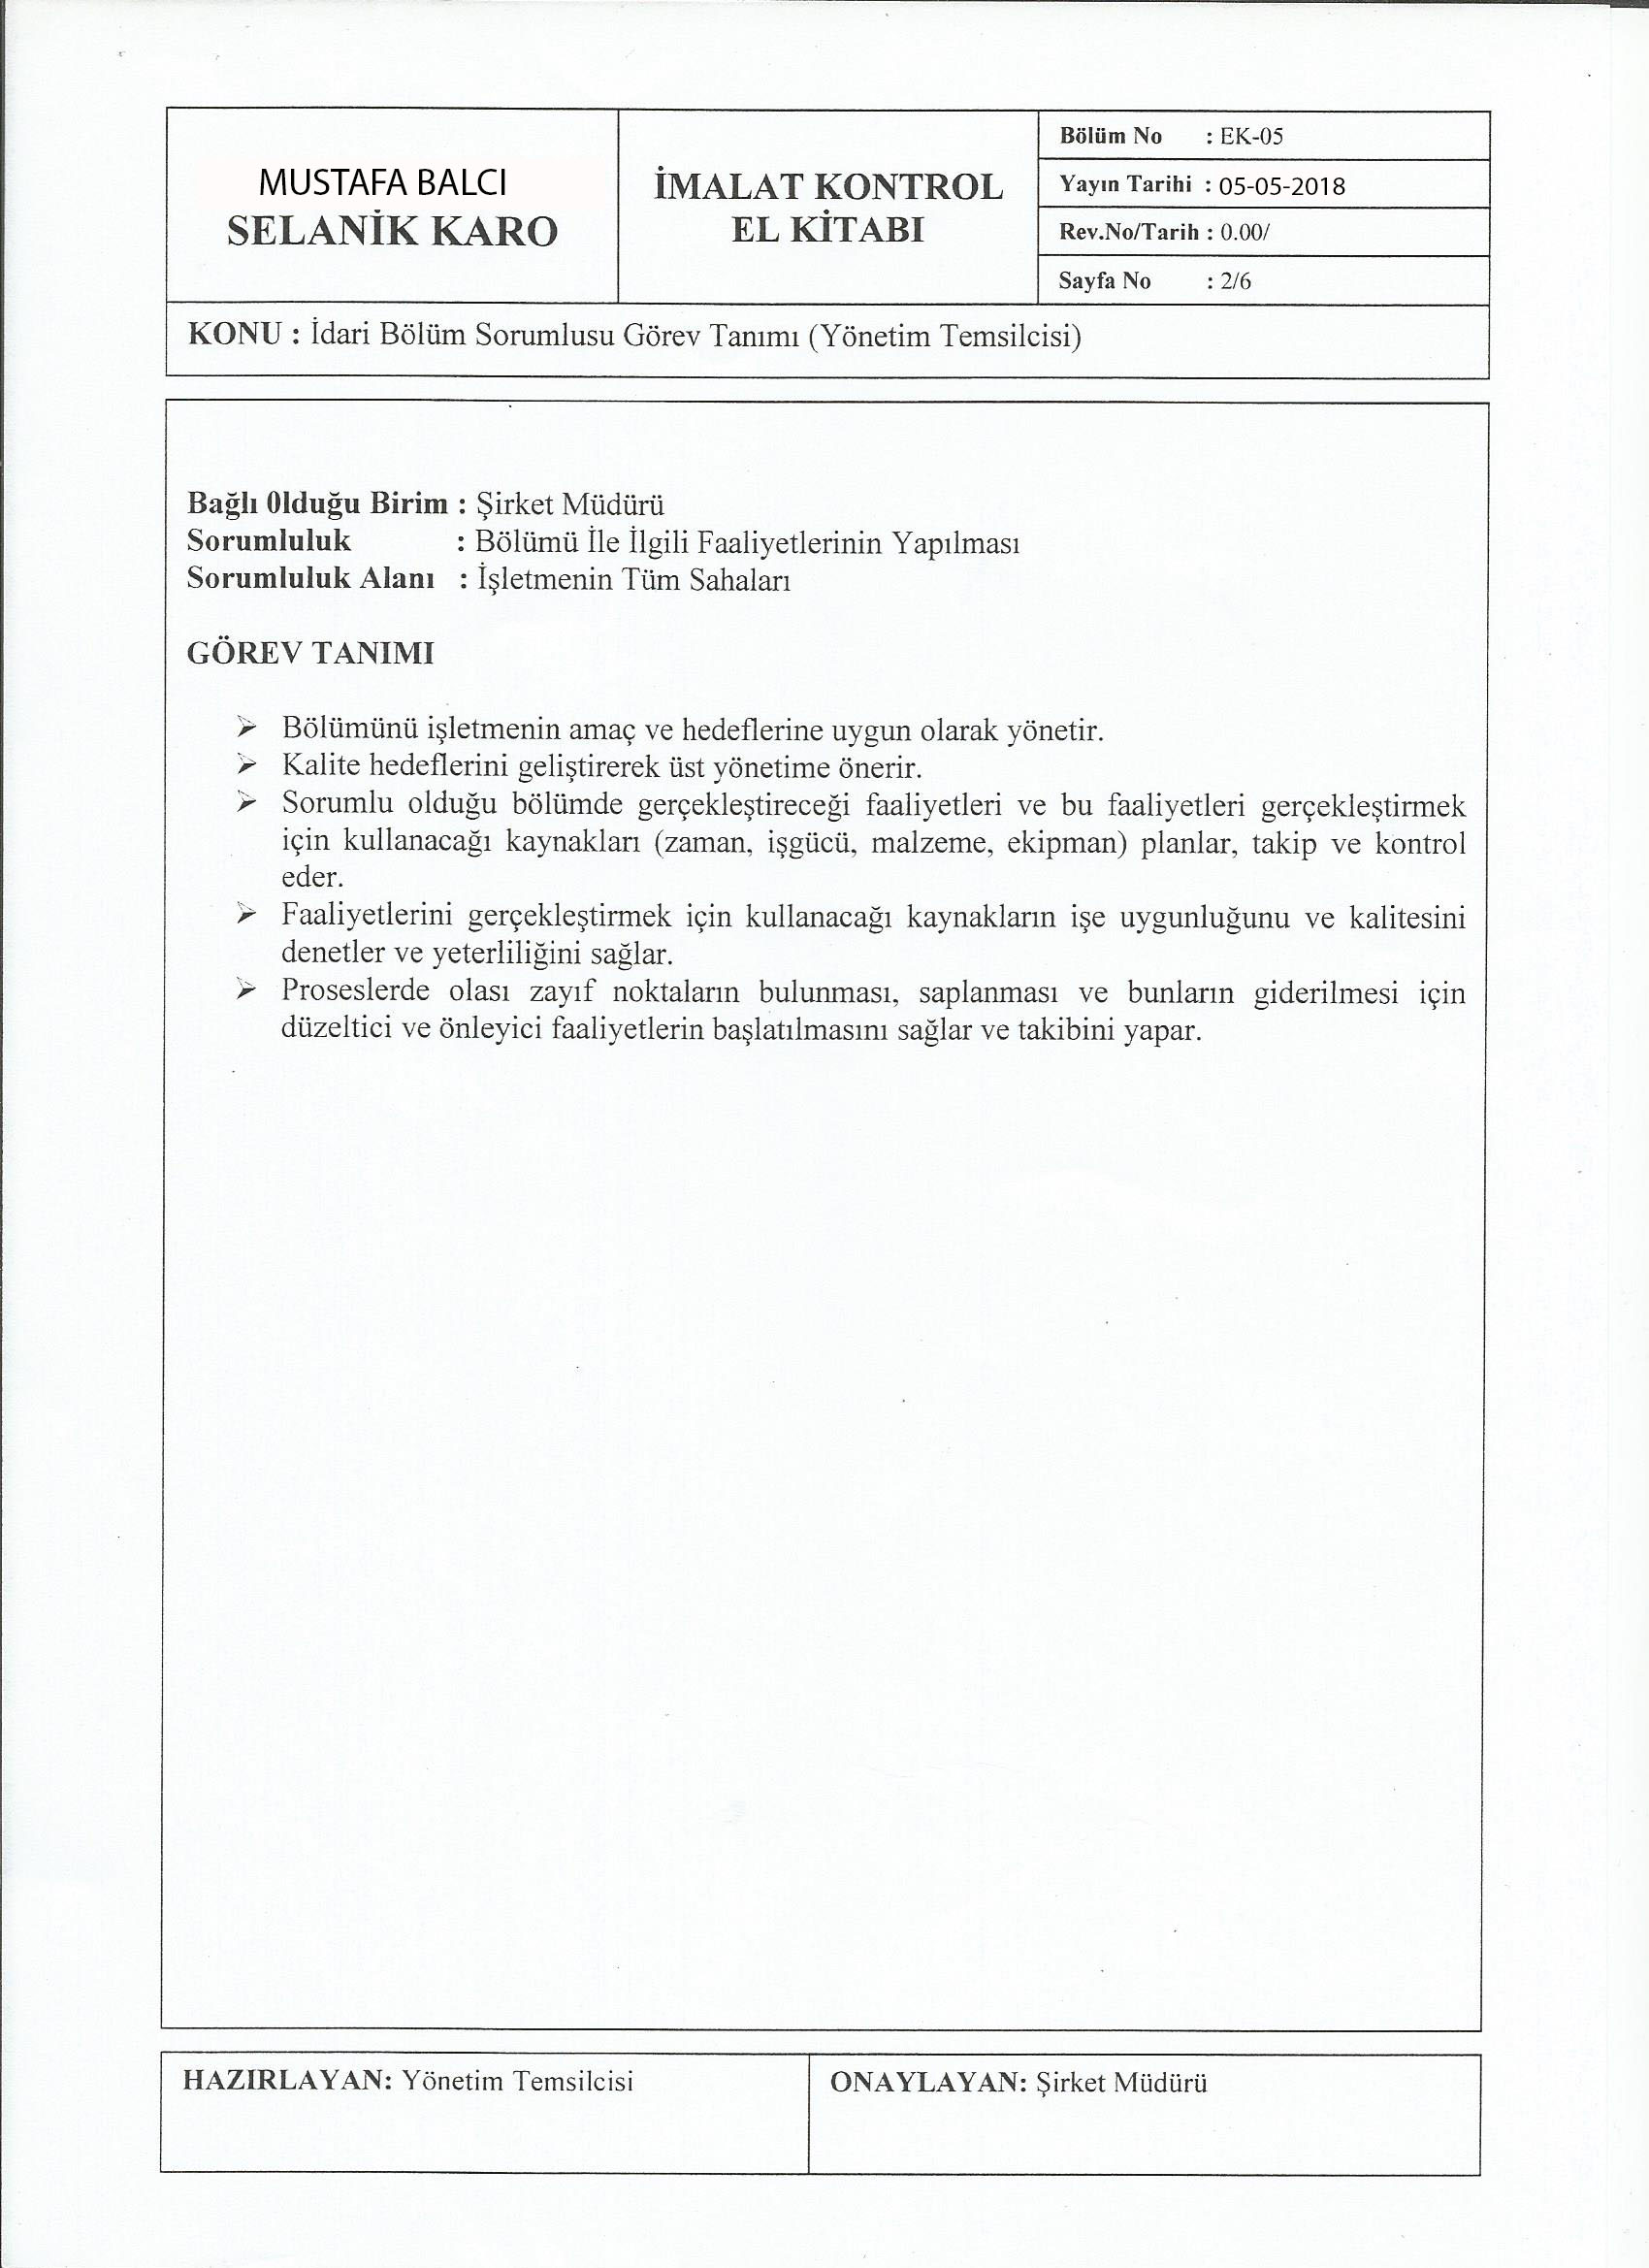 MUSTAFA BALCI
SELANİK KARO
İMALAT KONTROL
EL KİTABI
Bölüm No : EK-05
Yayın Tarihi : 05-05-2018
Rev.No/Tarih : 0.00/
Sayfa No : 2/6
KONU : İdari Bölüm Sorumlusu Görev Tanımı (Yönetim Temsilcisi)
Bağlı Olduğu Birim : Şirket Müdürü
Sorumluluk : Bölümü İle İlgili Faaliyetlerinin Yapılması
Sorumluluk Alanı : İşletmenin Tüm Sahaları
GÖREV TANIMI
➢ Bölümünü işletmenin amaç ve hedeflerine uygun olarak yönetir.
➢ Kalite hedeflerini geliştirerek üst yönetime önerir.
➢ Sorumlu olduğu bölümde gerçekleştireceği faaliyetleri ve bu faaliyetleri gerçekleştirmek
için kullanacağı kaynakları (zaman, işgücü, malzeme, ekipman) planlar, takip ve kontrol
eder.
➢ Faaliyetlerini gerçekleştirmek için kullanacağı kaynakların işe uygunluğunu ve kalitesini
denetler ve yeterliliğini sağlar.
➢ Proseslerde olası zayıf noktaların bulunması, saplanması ve bunların giderilmesi için
düzeltici ve önleyici faaliyetlerin başlatılmasını sağlar ve takibini yapar.
HAZIRLAYAN: Yönetim Temsilcisi
ONAYLAYAN: Şirket Müdürü